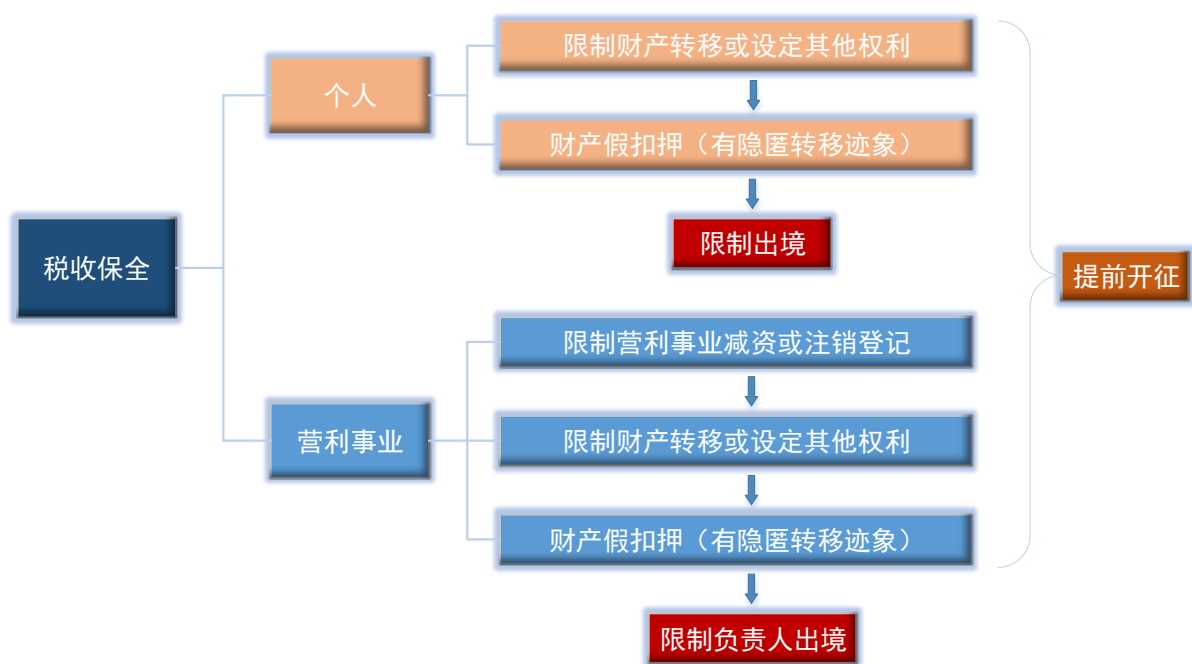 税收保全
个人
限制财产转移或设定其他权利
财产假扣押（有隐匿转移迹象）
限制出境
营利事业
限制营利事业减资或注销登记
限制财产转移或设定其他权利
财产假扣押（有隐匿转移迹象）
限制负责人出境
提前开征